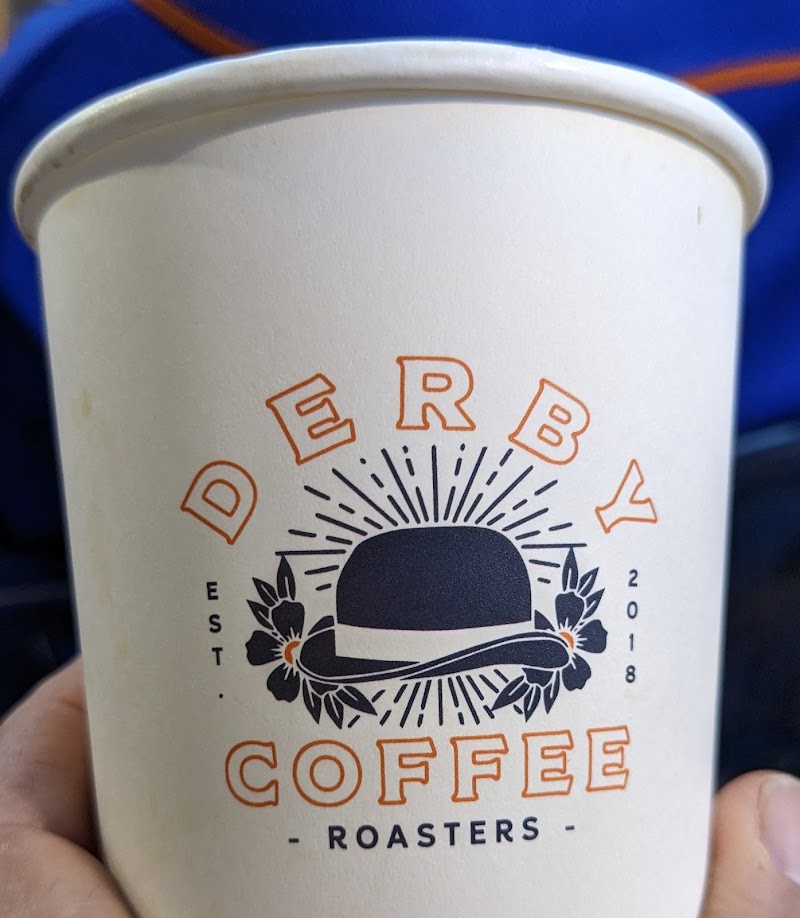 DERBY
EST.
2018
COFFEE
- ROASTERS -